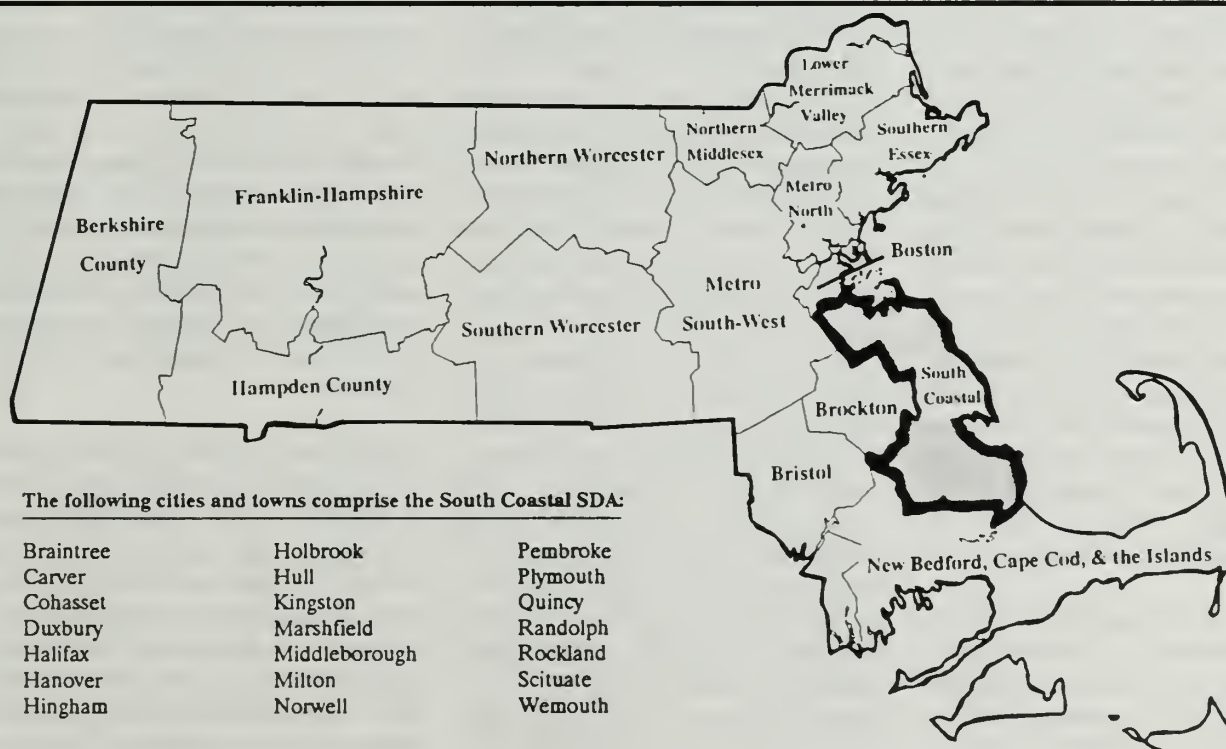 Lower
Merrimack
Valley
Northern
Middlesex
Southern
Essex
Northern Worcester
Metro
North
Franklin-Hampshire
Berkshire
County
Boston
Metro
South-West
Southern Worcester
Hampden County
South
Coastal
Brockton
Bristol
New Bedford, Cape Cod, & the Islands
The following cities and towns comprise the South Coastal SDA:
Braintree Holbrook Pembroke
Carver Hull Plymouth
Cohasset Kingston Quincy
Duxbury Marshfield Randolph
Halifax Middleborough Rockland
Hanover Milton Scituate
Hingham Norwell Wemouth